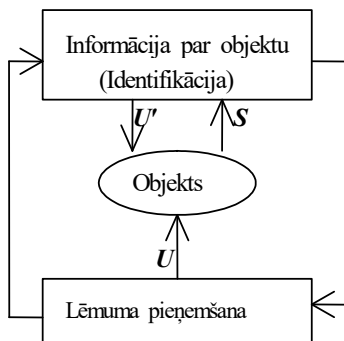 Informācija par objektu
(Identifikācija)
U' S
Objekts
U
Lēmuma pieņemšana